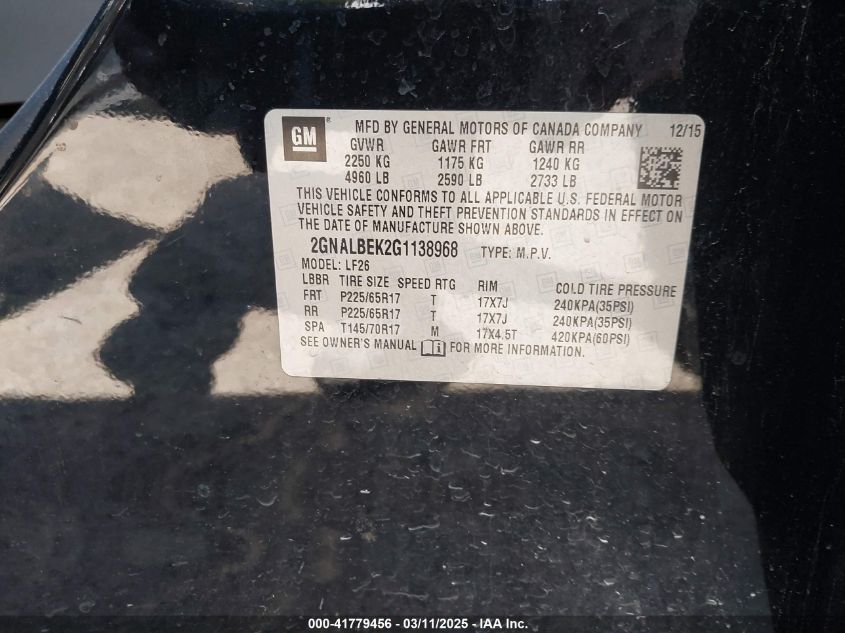 GM ® MFD BY GENERAL MOTORS OF CANADA COMPANY 12/15
GVWR GAWR FRT GAWR RR
2250 KG 1175 KG 1240 KG
4960 LB 2590 LB 2733 LB
THIS VEHICLE CONFORMS TO ALL APPLICABLE U.S. FEDERAL MOTOR
VEHICLE SAFETY AND THEFT PREVENTION STANDARDS IN EFFECT ON
THE DATE OF MANUFACTURE SHOWN ABOVE.
2GNALBEK2G1138968 TYPE: M.P.V.
MODEL: LF26
LBBR TIRE SIZE SPEED RTG RIM COLD TIRE PRESSURE
FRT P225/65R17 T 17X7J 240KPA(35PSI)
RR P225/65R17 T 17X7J 240KPA(35PSI)
SPA T145/70R17 M 17X4.5T 420KPA(60PSI)
SEE OWNER'S MANUAL FOR MORE INFORMATION.
000-41779456 - 03/11/2025 - IAA Inc.